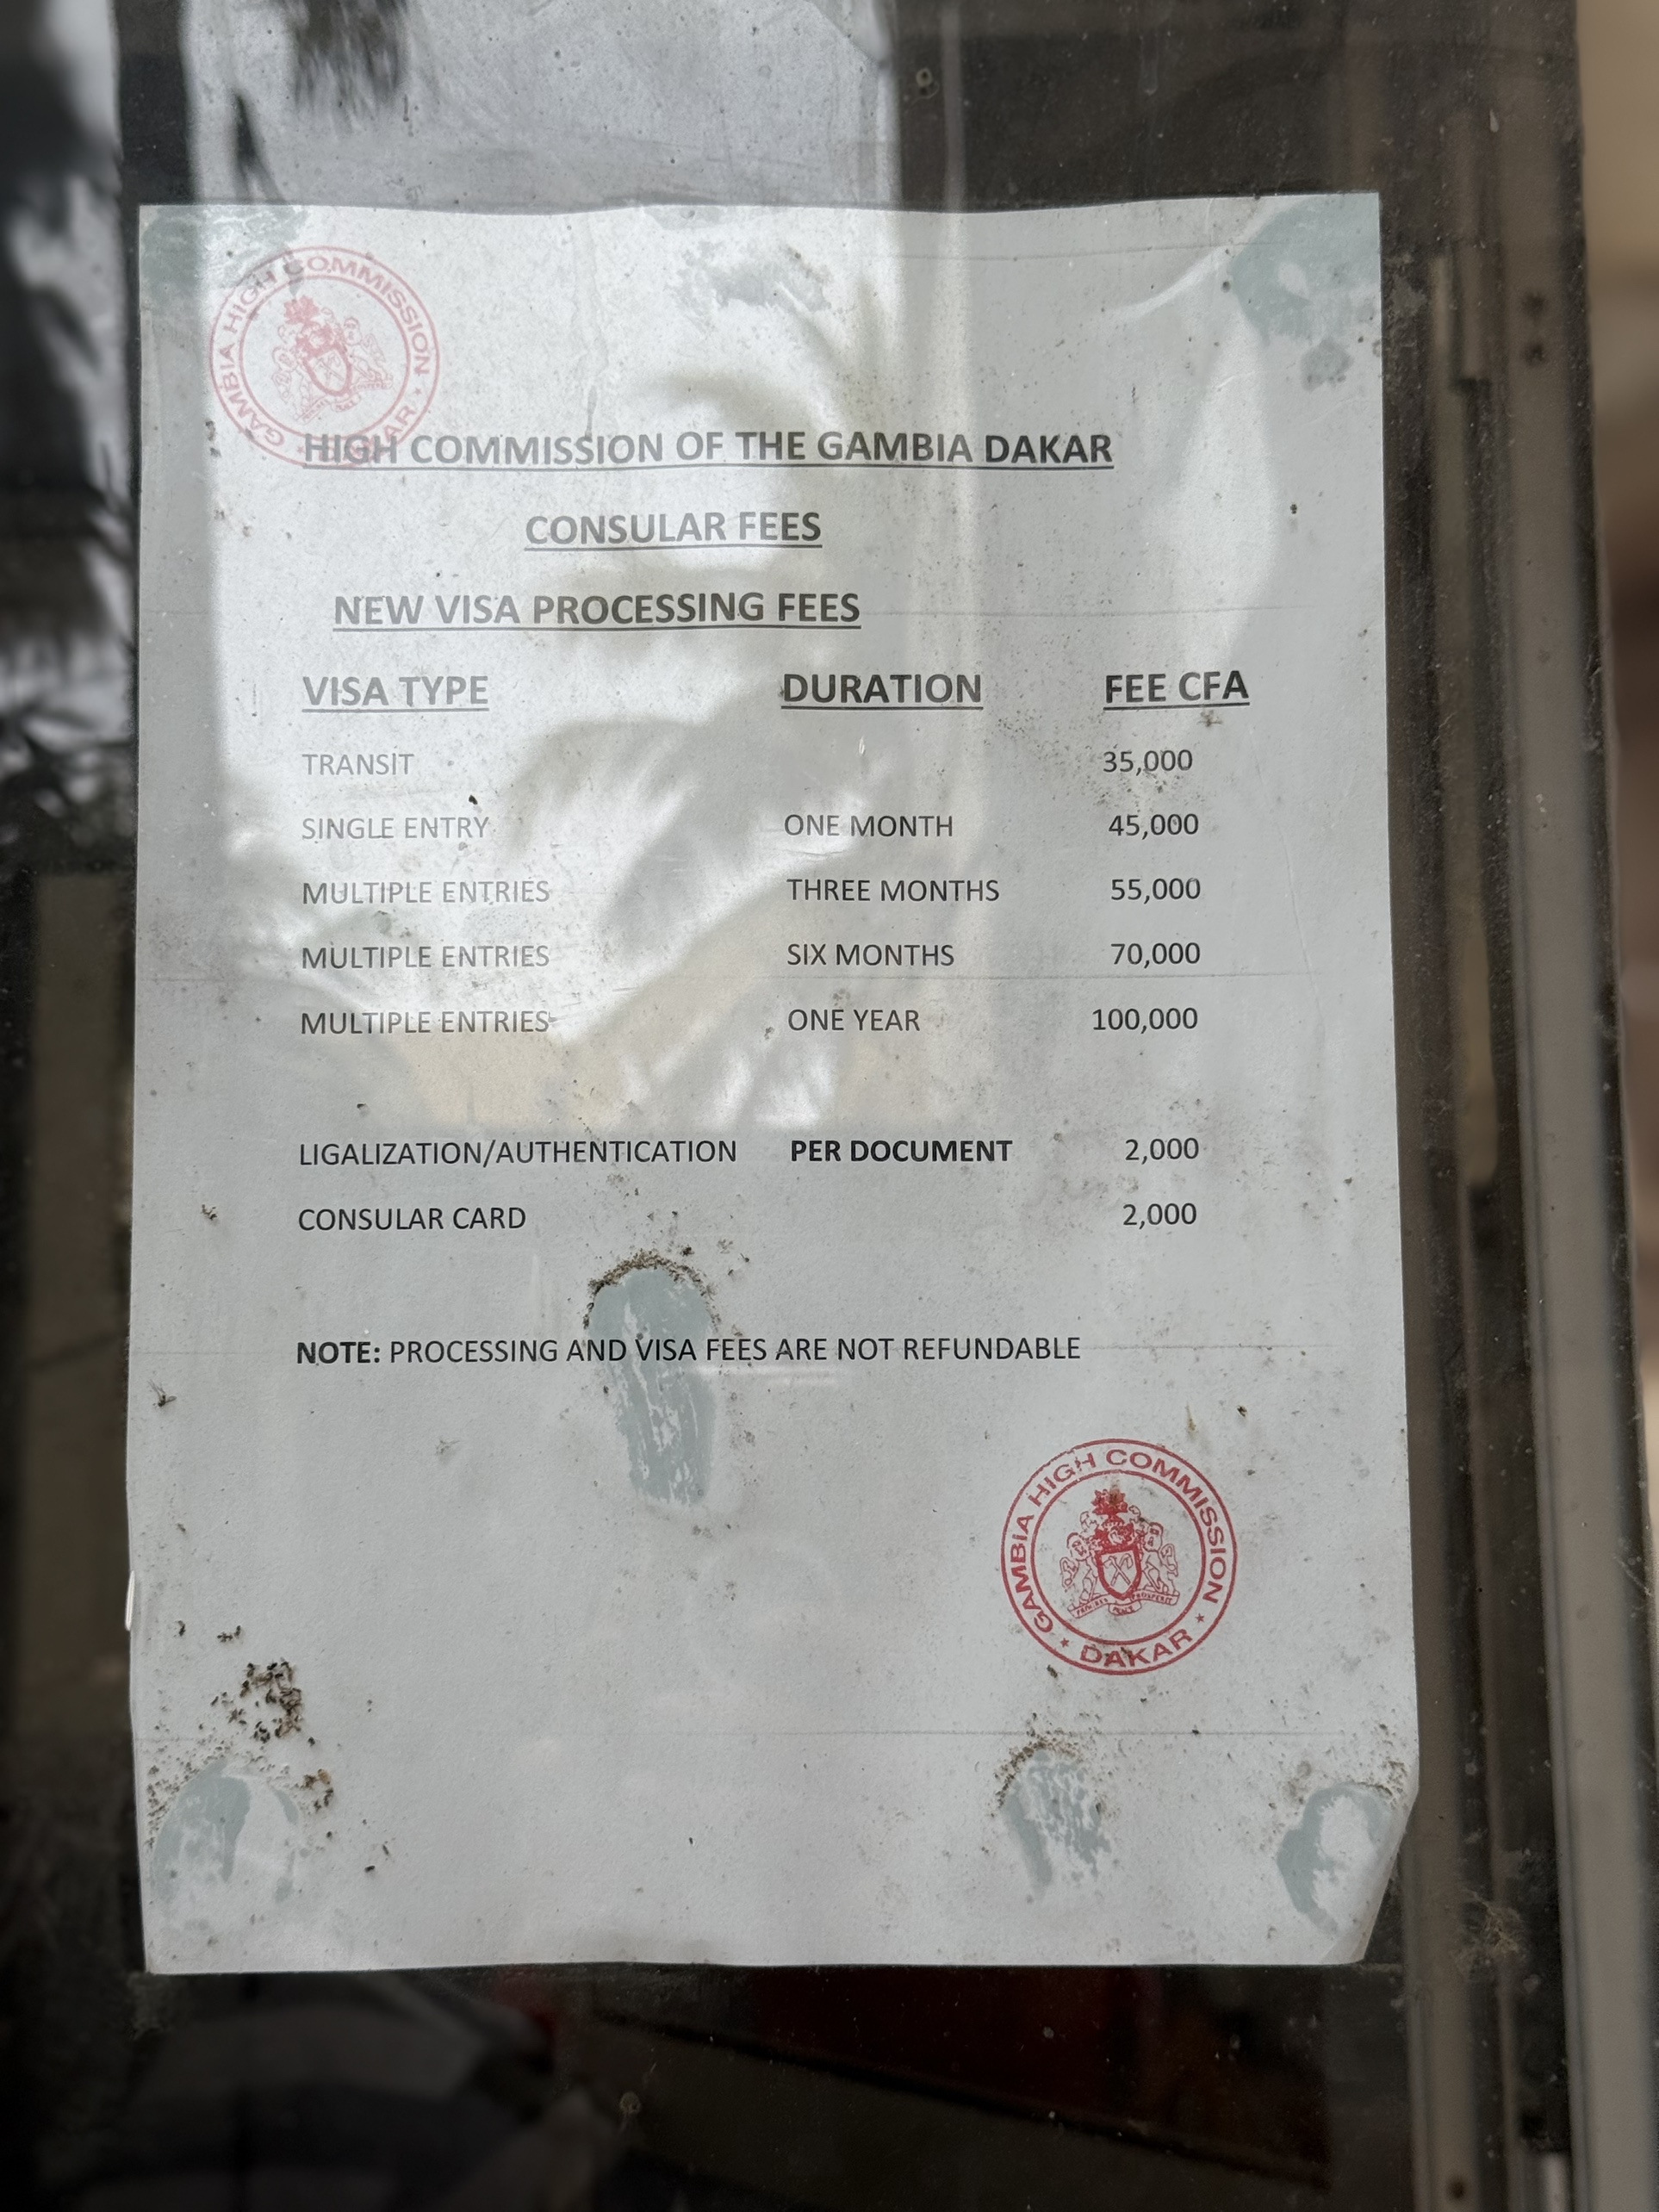 GAMBIA HIGH COMMISSION
HIGH COMMISSION OF THE GAMBIA DAKAR
CONSULAR FEES
NEW VISA PROCESSING FEES
VISA TYPE DURATION FEE CFA
TRANSIT 35,000
SINGLE ENTRY ONE MONTH 45,000
MULTIPLE ENTRIES THREE MONTHS 55,000
MULTIPLE ENTRIES SIX MONTHS 70,000
MULTIPLE ENTRIES ONE YEAR 100,000
LIGALIZATION/AUTHENTICATION PER DOCUMENT 2,000
CONSULAR CARD 2,000
NOTE: PROCESSING AND VISA FEES ARE NOT REFUNDABLE
GAMBIA HIGH COMMISSION
DAKAR